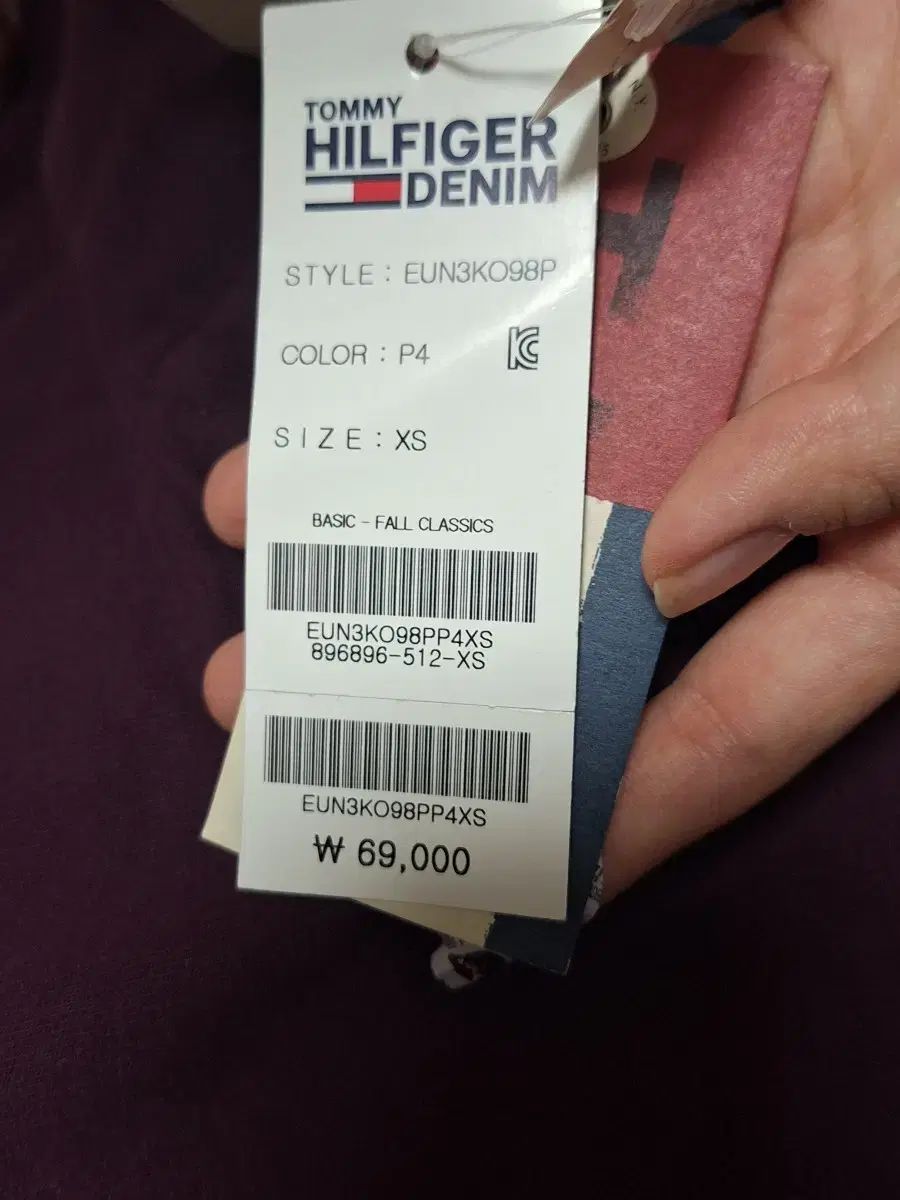 TOMMY
HILFIGER
DENIM
STYLE : EUN3KO98P
COLOR : P4
SIZE : XS
BASIC - FALL CLASSICS
EUN3KO98PP4XS
896896-512-XS
EUN3KO98PP4XS
₩ 69,000